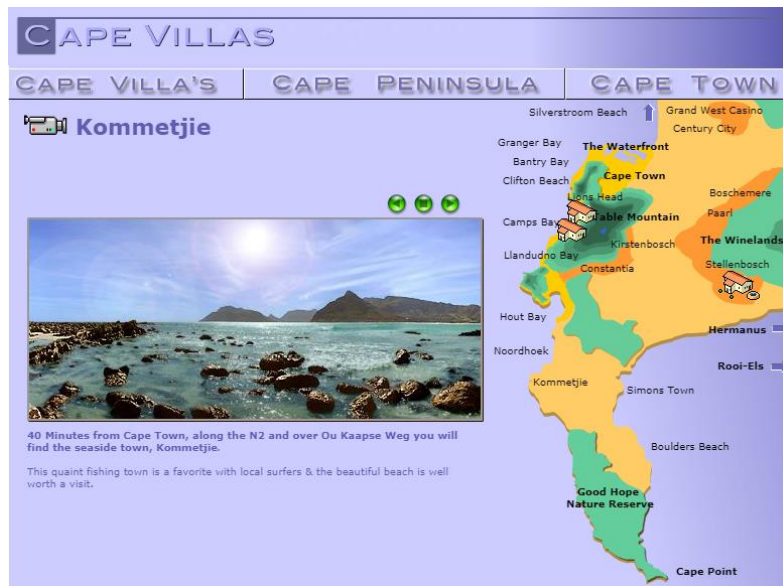 CAPE VILLAS
CAPE VILLA'S CAPE PENINSULA CAPE TOWN
Kommetjie
40 Minutes from Cape Town, along the N2 and over Ou Kaapse Weg you will
find the seaside town, Kommetjie.
This quaint fishing town is a favorite with local surfers & the beautiful beach is well
worth a visit.
Silverstroom Beach
Grand West Casino
Century City
Granger Bay
The Waterfront
Bantry Bay
Cape Town
Clifton Beach
Lions Head
Boschemere
Camps Bay
Table Mountain
Paarl
Kirstenbosch
The Winelands
Llandudno Bay
Constantia
Stellenbosch
Hout Bay
Hermanus
Noordhoek
Rooi-Els
Kommetjie
Simons Town
Boulders Beach
Good Hope
Nature Reserve
Cape Point